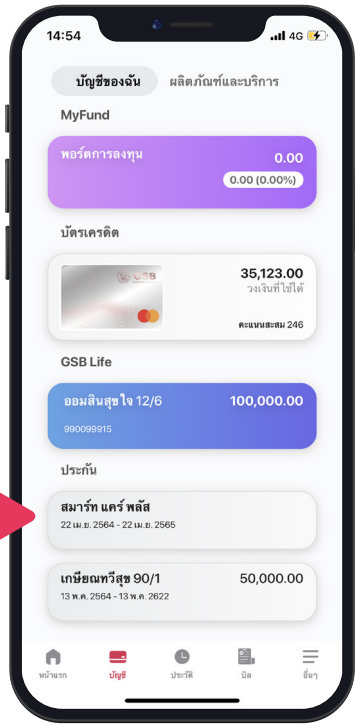 14:54
4G
บัญชีของฉัน ผลิตภัณฑ์และบริการ
MyFund
พอร์ตการลงทุน
0.00
0.00 (0.00%)
บัตรเครดิต
GSB
35,123.00
วงเงินที่ใช้ได้
คะแนนสะสม 246
GSB Life
ออมสินสุขใจ 12/6 100,000.00
990099915
ประกัน
สมาร์ท แคร์ พลัส
22 เม.ย. 2564 - 22 เม.ย. 2565
เกษียณทวีสุข 90/1 50,000.00
13 พ.ค. 2564 - 13 พ.ค. 2622
หน้าแรก บัญชี ประวัติ บิล อื่นๆ